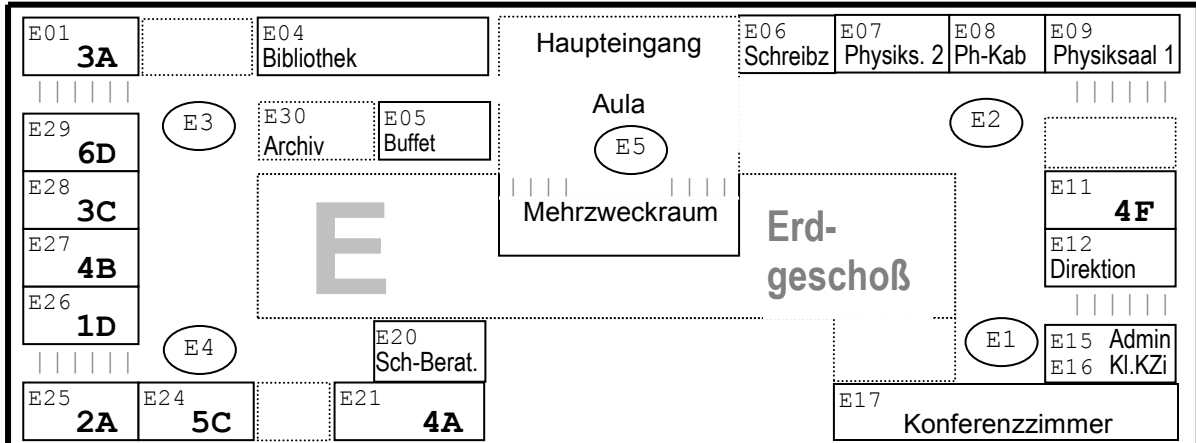 E01
3A
E04
Bibliothek
Haupteingang
E06
Schreibz
E07
Physiks. 2
E08
Ph-Kab
E09
Physiksaal 1
Aula
E3
E30
Archiv
E05
Buffet
E5
E2
E29
6D
E28
3C
E27
4B
E26
1D
E
Mehrzweckraum
Erd-
geschoß
E11
4F
E12
Direktion
E4
E20
Sch-Berat.
E1
E15 Admin
E16 Kl.KZi
E25
2A
E24
5C
E21
4A
E17
Konferenzzimmer